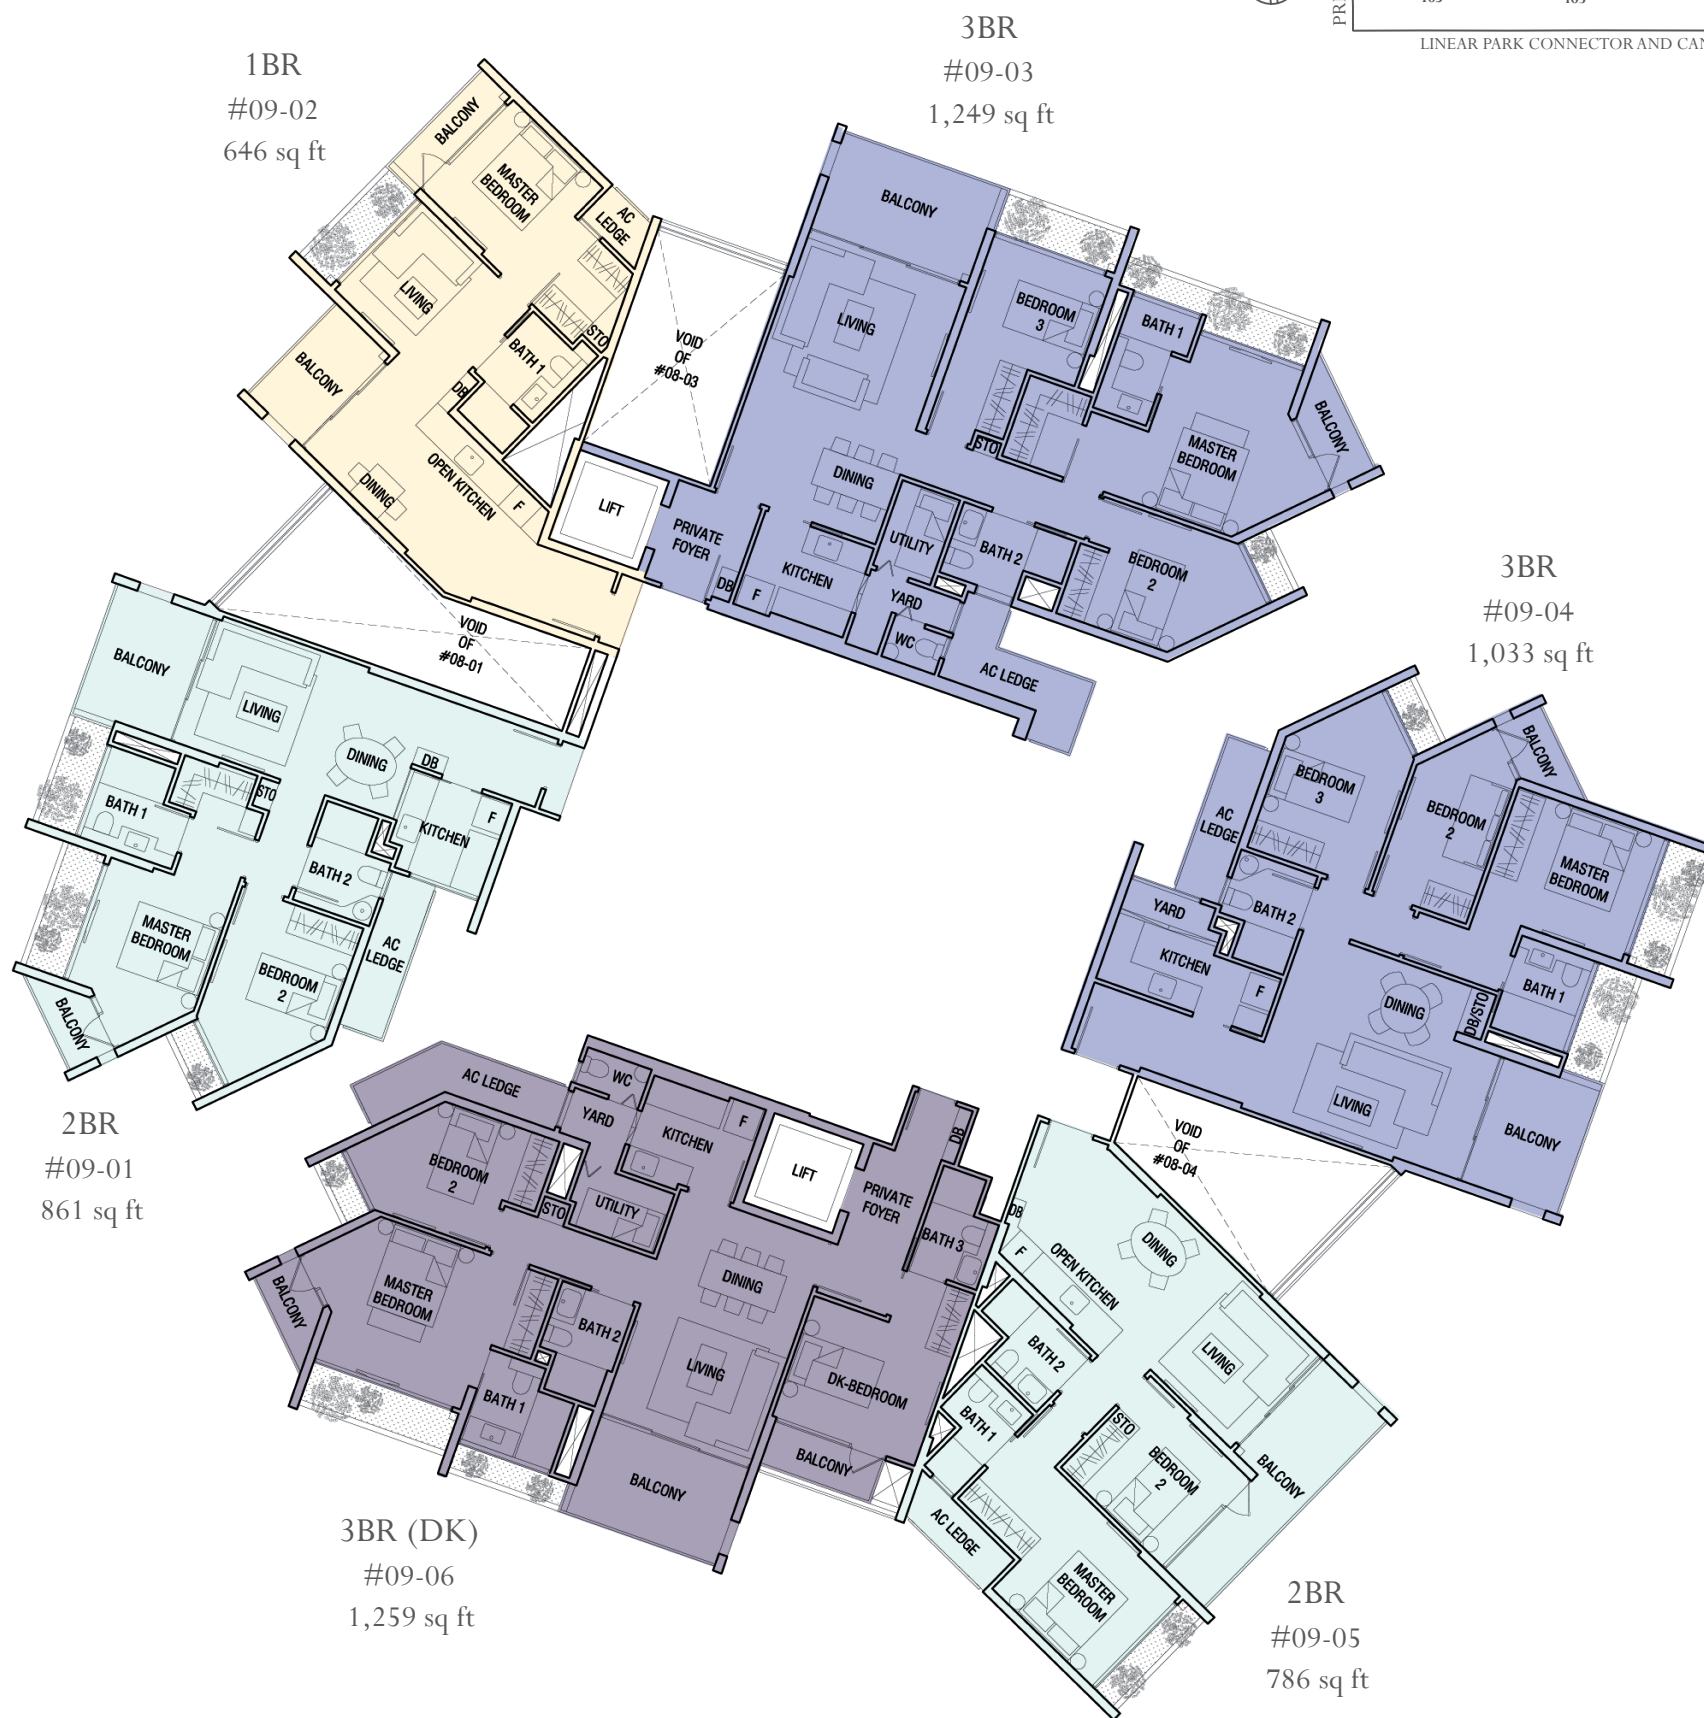 LINEAR PARK CONNECTOR AND CAN
1BR
#09-02
646 sq ft
BALCONY
MASTER
BEDROOM
AC
LEDGE
LIVING
BALCONY
STO
BATH 1
DB
OPEN KITCHEN
F
DINING
VOID
OF
#08-03
LIFT
3BR
#09-03
1,249 sq ft
BALCONY
LIVING
BEDROOM
3
BATH 1
BALCONY
MASTER
BEDROOM
STO
DINING
PRIVATE
FOYER
DB
F
KITCHEN
UTILITY
BATH 2
BEDROOM
2
YARD
WC
AC LEDGE
VOID
OF
#08-01
BALCONY
LIVING
DINING
DB
STO
BATH 1
F
KITCHEN
BATH 2
MASTER
BEDROOM
BEDROOM
2
AC
LEDGE
BALCONY
2BR
#09-01
861 sq ft
3BR
#09-04
1,033 sq ft
BALCONY
BEDROOM
3
BEDROOM
2
AC
LEDGE
MASTER
BEDROOM
YARD
BATH 2
KITCHEN
F
DINING
DB/STO
BATH 1
LIVING
BALCONY
VOID
OF
#08-04
AC LEDGE
WC
YARD
KITCHEN
F
DB
LIFT
BEDROOM
2
STO
UTILITY
PRIVATE
FOYER
BATH 3
MASTER
BEDROOM
BALCONY
DINING
BATH 2
LIVING
DK-BEDROOM
BATH 1
BALCONY
BALCONY
3BR (DK)
#09-06
1,259 sq ft
DB
F
OPEN KITCHEN
DINING
LIVING
BATH 2
BATH 1
STO
BEDROOM
2
BALCONY
AC LEDGE
MASTER
BEDROOM
2BR
#09-05
786 sq ft